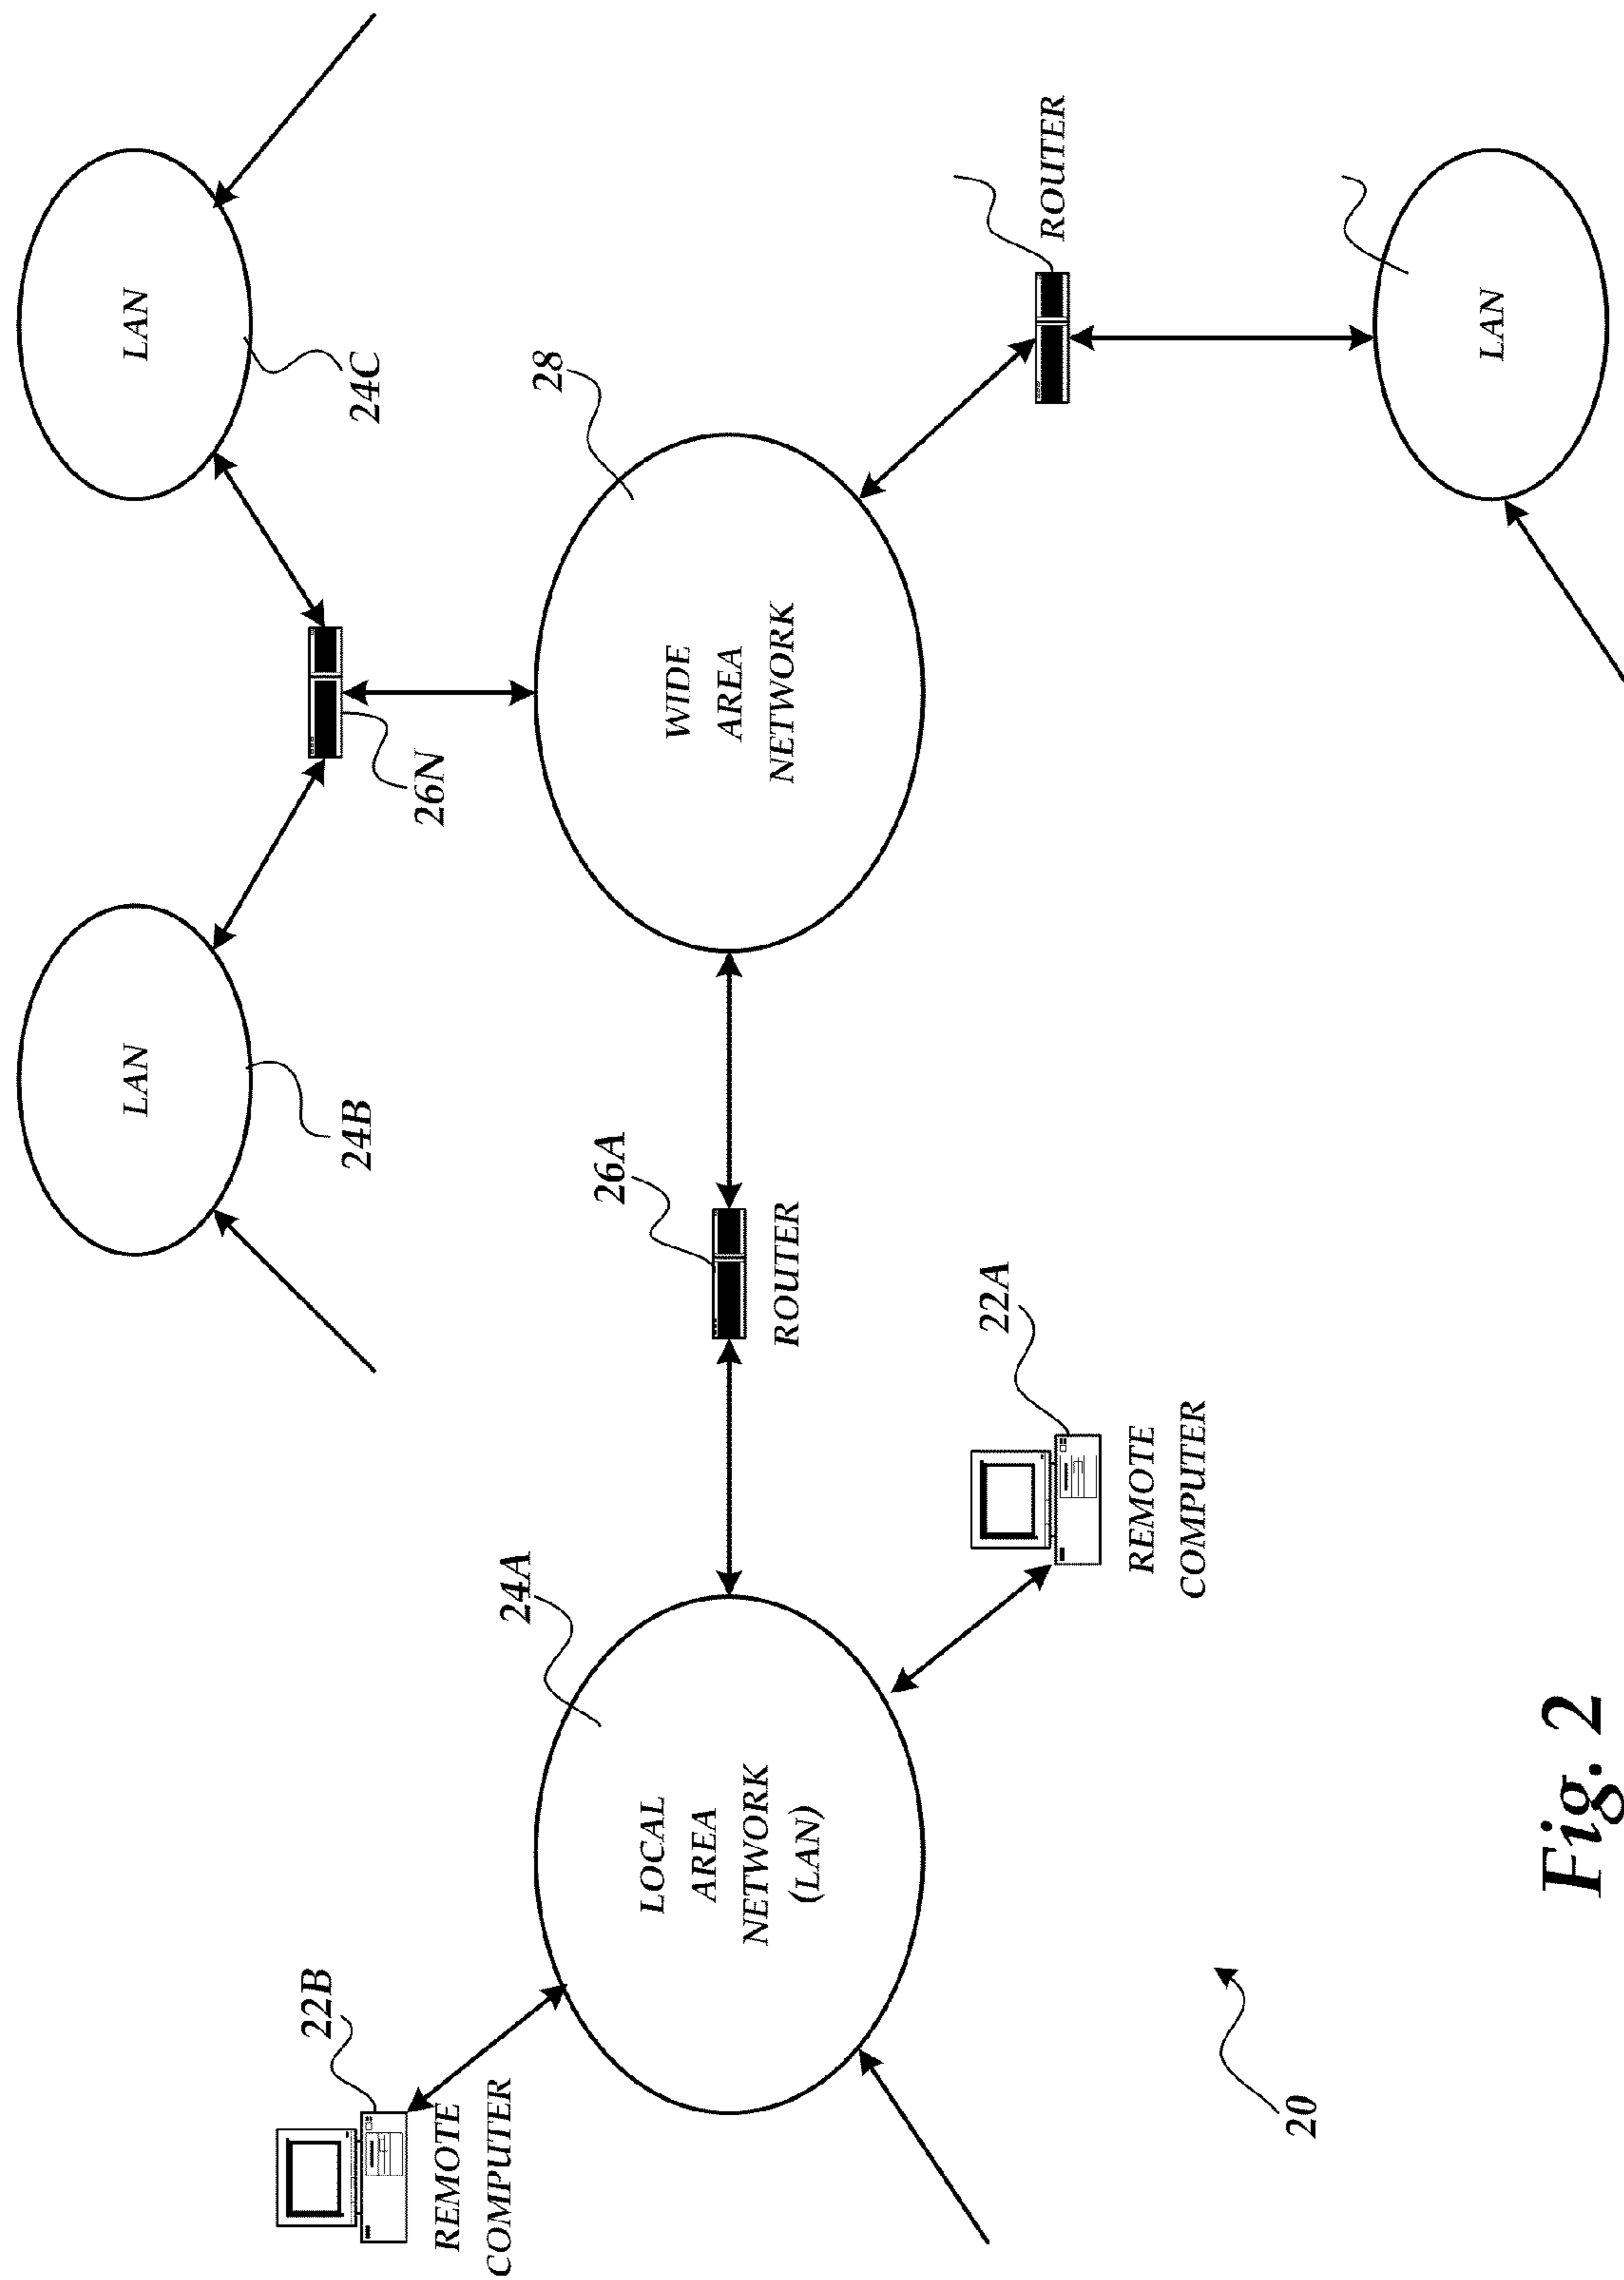 22B
REMOTE
COMPUTER
24A
LOCAL
AREA
NETWORK
(LAN)
22A
REMOTE
COMPUTER
26A
ROUTER
LAN
24B
26N
LAN
24C
28
WIDE
AREA
NETWORK
ROUTER
LAN
20
Fig. 2